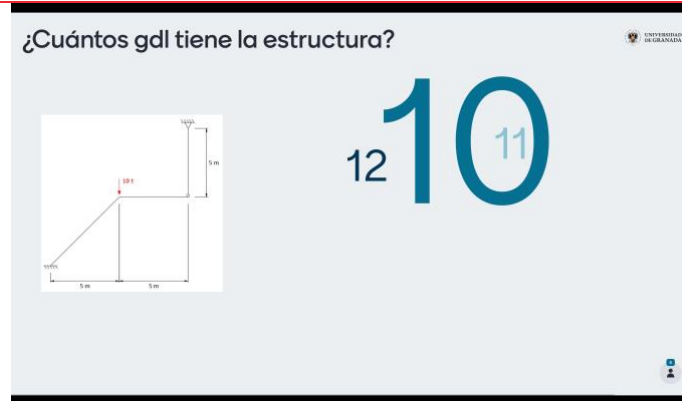 ¿Cuántos gdl tiene la estructura?
UNIVERSIDAD
DE GRANADA
10
11
12
5 m
10 t
5 m
5 m